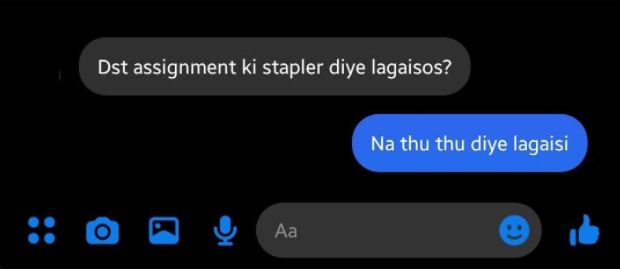 Dst assignment ki stapler diye lagaisos?
Na thu thu diye lagaisi
Aa